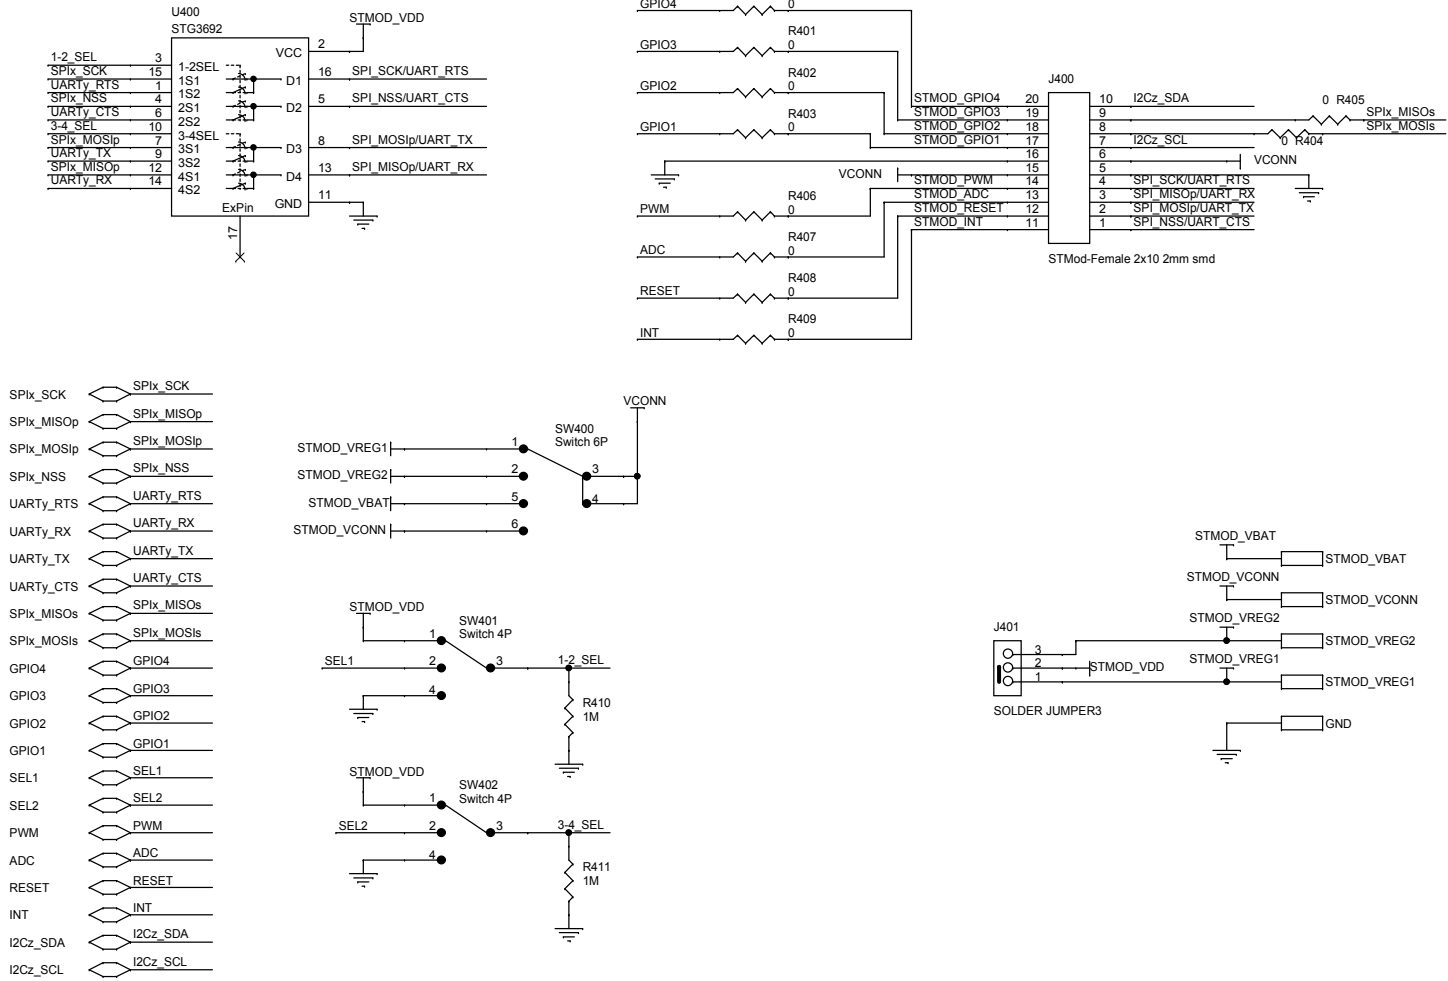 U400
STG3692
STMOD_VDD
VCC
2
1-2_SEL 3 1-2SEL
SPIx_SCK 15 1S1 D1 16 SPI_SCK/UART_RTS
UARTy_RTS 1 1S2
SPIx_NSS 4 2S1 D2 5 SPI_NSS/UART_CTS
UARTy_CTS 6 2S2
3-4_SEL 10 3-4SEL
SPIx_MOSIp 7 3S1 D3 8 SPI_MOSIp/UART_TX
UARTy_TX 9 3S2
SPIx_MISOp 12 4S1 D4 13 SPI_MISOp/UART_RX
UARTy_RX 14 4S2
GND 11
ExPin
17
GPIO4 0
R401
GPIO3 0
R402
GPIO2 0
R403
GPIO1 0
J400
STMOD_GPIO4 20 10 I2Cz_SDA
STMOD_GPIO3 19 9
0 R405 SPIx_MISOs
STMOD_GPIO2 18 8
0 R404 SPIx_MOSIs
STMOD_GPIO1 17 7 I2Cz_SCL
16 6 VCONN
VCONN 15 5
STMOD_PWM 14 4 SPI_SCK/UART_RTS
STMOD_ADC 13 3 SPI_MISOp/UART_RX
STMOD_RESET 12 2 SPI_MOSIp/UART_TX
STMOD_INT 11 1 SPI_NSS/UART_CTS
STMod-Female 2x10 2mm smd
R406
PWM 0
R407
ADC 0
R408
RESET 0
R409
INT 0
SPIx_SCK SPIx_SCK
SPIx_MISOp SPIx_MISOp
SPIx_MOSIp SPIx_MOSIp
SPIx_NSS SPIx_NSS
UARTy_RTS UARTy_RTS
UARTy_RX UARTy_RX
UARTy_TX UARTy_TX
UARTy_CTS UARTy_CTS
SPIx_MISOs SPIx_MISOs
SPIx_MOSIs SPIx_MOSIs
GPIO4 GPIO4
GPIO3 GPIO3
GPIO2 GPIO2
GPIO1 GPIO1
SEL1 SEL1
SEL2 SEL2
PWM PWM
ADC ADC
RESET RESET
INT INT
I2Cz_SDA I2Cz_SDA
I2Cz_SCL I2Cz_SCL
VCONN
SW400
Switch 6P
STMOD_VREG1 1
STMOD_VREG2 2 3
STMOD_VBAT 5 4
STMOD_VCONN 6
STMOD_VDD
SW401
Switch 4P
1
SEL1 2 3 1-2_SEL
4
R410
1M
STMOD_VDD
SW402
Switch 4P
1
SEL2 2 3 3-4_SEL
4
R411
1M
STMOD_VBAT
STMOD_VBAT
STMOD_VCONN
STMOD_VCONN
STMOD_VREG2
STMOD_VREG2
J401
3
2 STMOD_VDD
1
STMOD_VREG1
STMOD_VREG1
SOLDER JUMPER3
GND